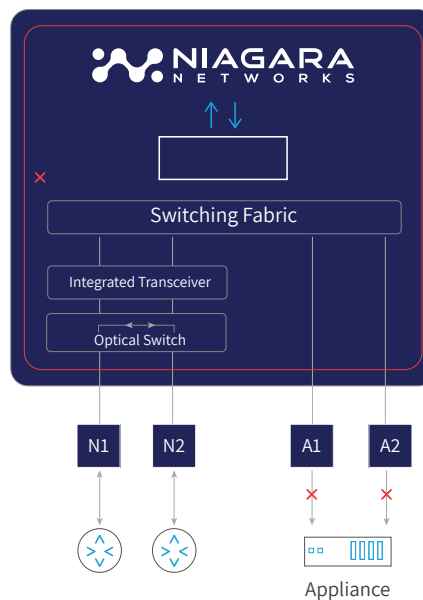 NIAGARA
NETWORKS
Switching Fabric
Integrated Transceiver
Optical Switch
N1 N2 A1 A2
Appliance